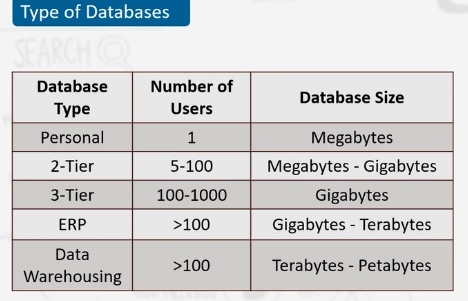 Type of Databases
SEARCH
Database Type Number of Users Database Size
Personal 1 Megabytes
2-Tier 5-100 Megabytes - Gigabytes
3-Tier 100-1000 Gigabytes
ERP >100 Gigabytes - Terabytes
Data Warehousing >100 Terabytes - Petabytes